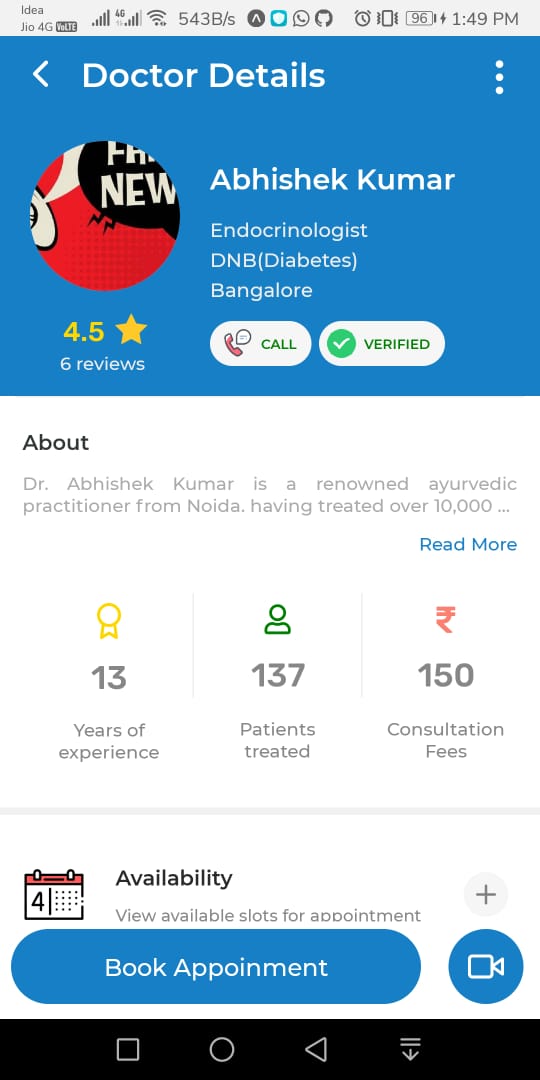 Idea
Jio 4G VoLTE
4G
543B/s
96
1:49 PM
Doctor Details
NEW
Abhishek Kumar
Endocrinologist
DNB(Diabetes)
Bangalore
4.5
6 reviews
CALL
VERIFIED
About
Dr. Abhishek Kumar is a renowned ayurvedic
practitioner from Noida. having treated over 10,000 ...
Read More
13
Years of
experience
137
Patients
treated
₹
150
Consultation
Fees
4
Availability
View available slots for appointment
Book Appoinment